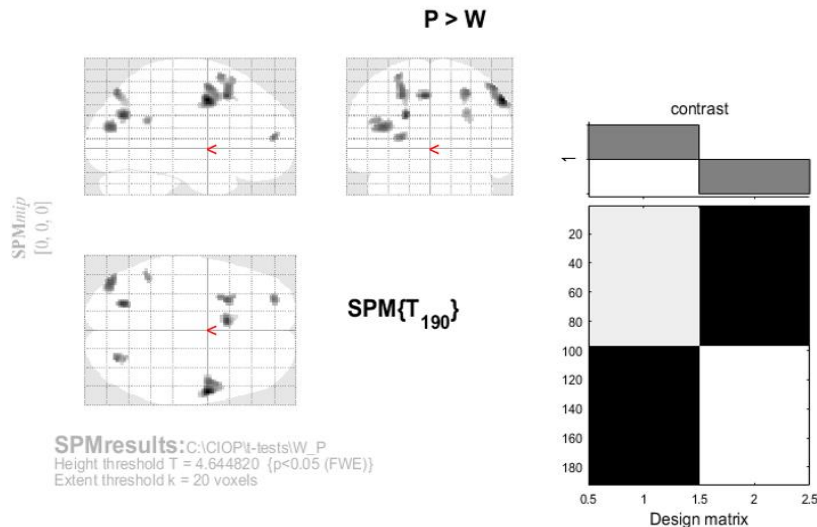 P > W
contrast
1
SPMmip
[0, 0, 0]
SPM{T190}
20
40
60
80
100
120
140
160
180
0.5 1 1.5 2 2.5
Design matrix
SPMresults: C:\CIOP\t-tests\W_P
Height threshold T = 4.644820 {p<0.05 (FWE)}
Extent threshold k = 20 voxels